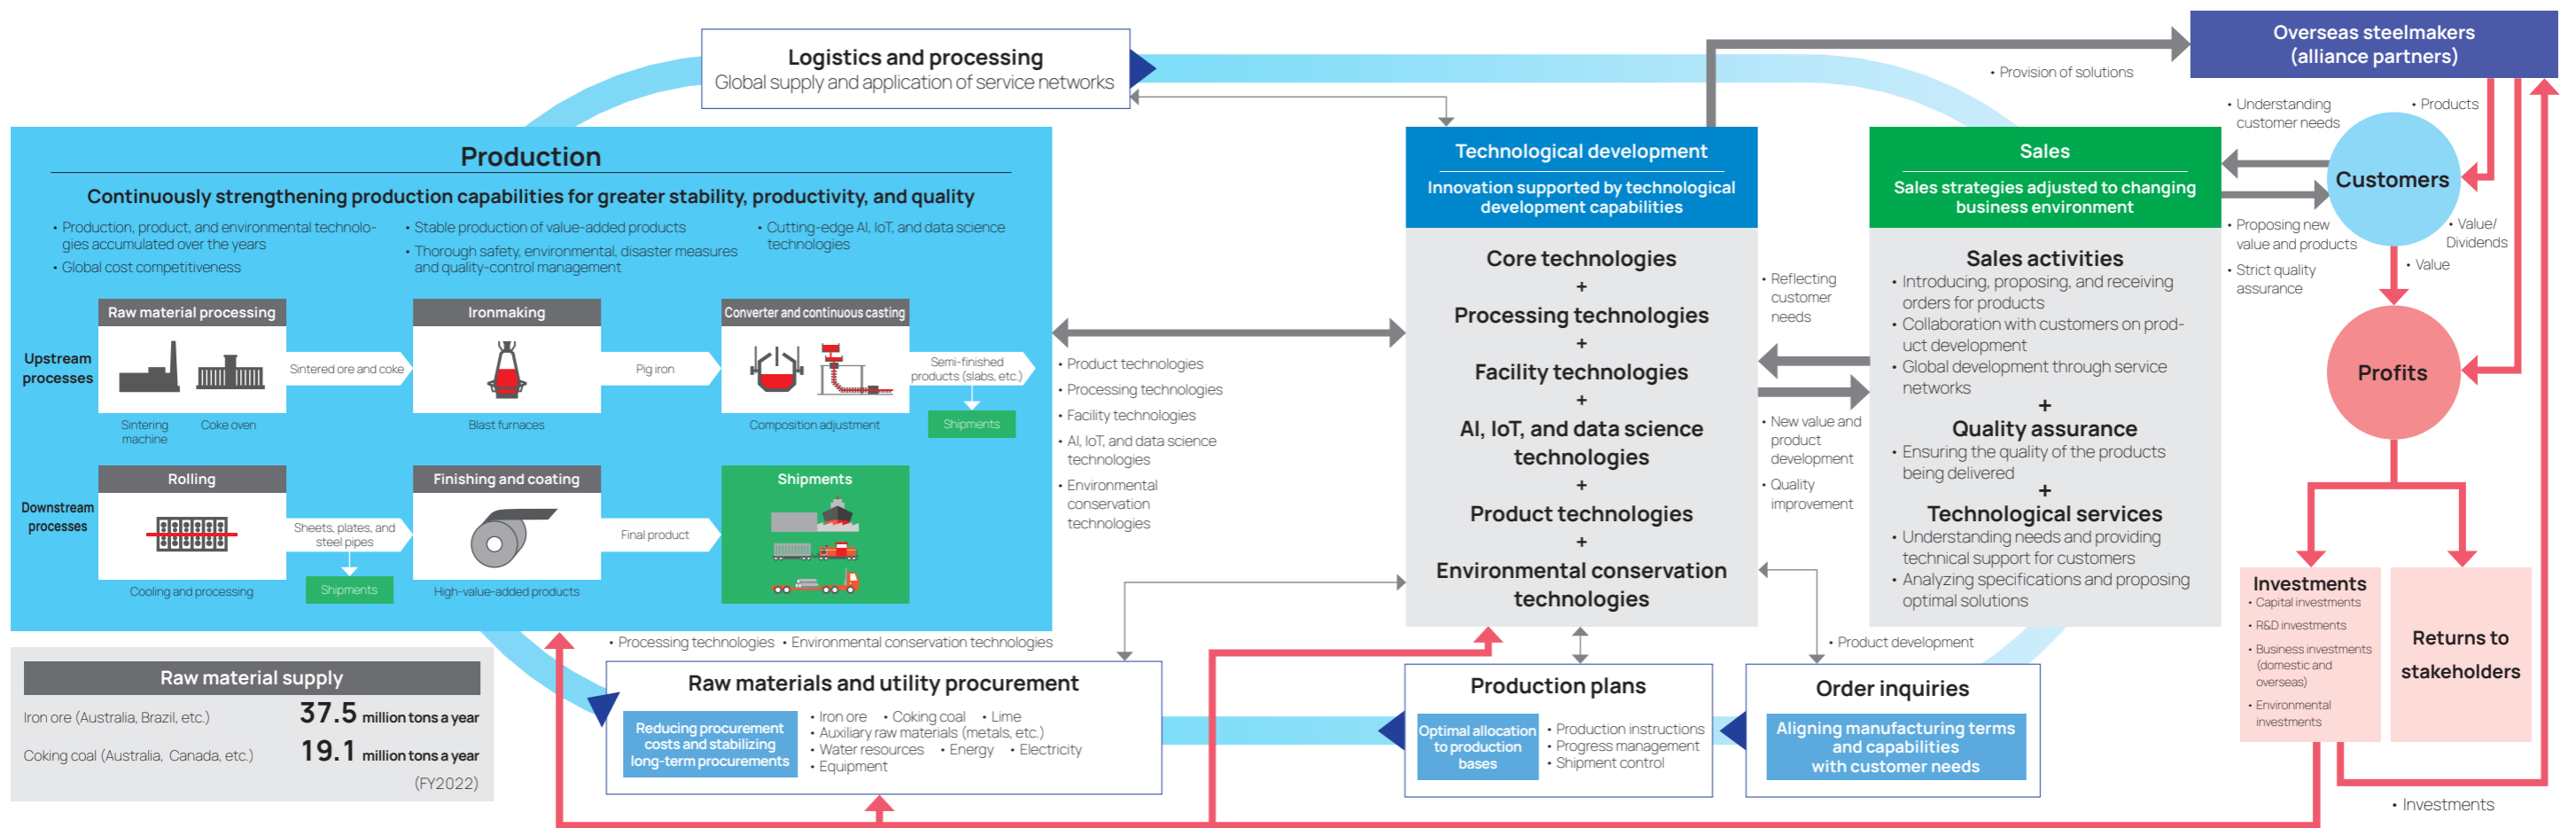 Logistics and processing
Global supply and application of service networks
Overseas steelmakers
(alliance partners)
• Provision of solutions
Production
Continuously strengthening production capabilities for greater stability, productivity, and quality
• Production, product, and environmental technolo-
gies accumulated over the years
• Global cost competitiveness
• Stable production of value-added products
• Thorough safety, environmental, disaster measures
and quality-control management
• Cutting-edge AI, IoT, and data science
technologies
Upstream
processes
Raw material processing
Sintering
machine
Coke oven
Sintered ore and coke
Ironmaking
Blast furnaces
Pig iron
Converter and continuous casting
Composition adjustment
Semi-finished
products (slabs, etc.)
Shipments
Downstream
processes
Rolling
Cooling and processing
Sheets, plates, and
steel pipes
Shipments
Finishing and coating
High-value-added products
Final product
Shipments
• Product technologies
• Processing technologies
• Facility technologies
• AI, IoT, and data science
technologies
• Environmental
conservation
technologies
Technological development
Innovation supported by technological
development capabilities
Core technologies
+
Processing technologies
+
Facility technologies
+
AI, IoT, and data science
technologies
+
Product technologies
+
Environmental conservation
technologies
• Reflecting
customer
needs
• New value and
product
development
• Quality
improvement
Sales
Sales strategies adjusted to changing
business environment
Sales activities
• Introducing, proposing, and receiving
orders for products
• Collaboration with customers on prod-
uct development
• Global development through service
networks
+
Quality assurance
• Ensuring the quality of the products
being delivered
+
Technological services
• Understanding needs and providing
technical support for customers
• Analyzing specifications and proposing
optimal solutions
• Understanding
customer needs
• Products
Customers
• Proposing new
value and products
• Strict quality
assurance
• Value/
Dividends
• Value
Profits
Investments
• Capital investments
• R&D investments
• Business investments
(domestic and
overseas)
• Environmental
investments
Returns to
stakeholders
• Investments
Raw material supply
Iron ore (Australia, Brazil, etc.) 37.5 million tons a year
Coking coal (Australia, Canada, etc.) 19.1 million tons a year
(FY2022)
• Processing technologies • Environmental conservation technologies
Raw materials and utility procurement
Reducing procurement
costs and stabilizing
long-term procurements
• Iron ore • Coking coal • Lime
• Auxiliary raw materials (metals, etc.)
• Water resources • Energy • Electricity
• Equipment
Production plans
Optimal allocation
to production
bases
• Production instructions
• Progress management
• Shipment control
• Product development
Order inquiries
Aligning manufacturing terms
and capabilities
with customer needs